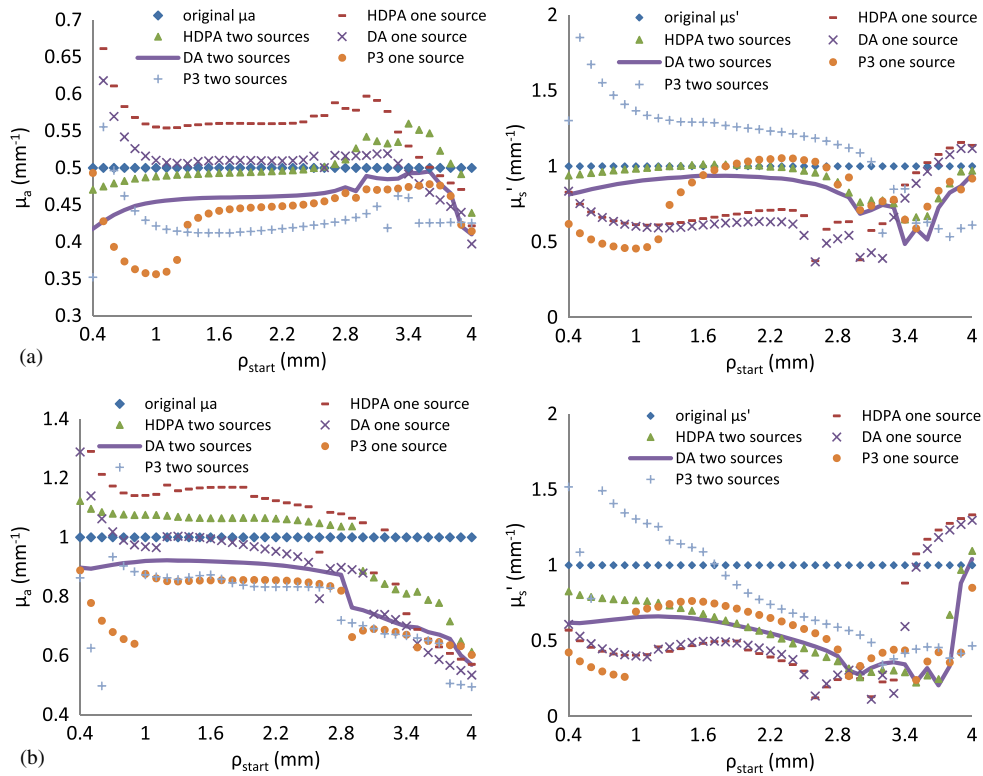 original μa
HDPA one source
HDPA two sources
DA one source
DA two sources
P3 one source
P3 two sources
0.7
0.65
0.6
0.55
0.5
0.45
0.4
0.35
0.3
μa (mm-1)
0.4 1 1.6 2.2 2.8 3.4 4
ρstart (mm)
(a)
original μs'
HDPA one source
HDPA two sources
DA one source
DA two sources
P3 one source
P3 two sources
2
1.5
1
0.5
0
μs' (mm-1)
0.4 1 1.6 2.2 2.8 3.4 4
ρstart (mm)
original μa
HDPA one source
HDPA two sources
DA one source
DA two sources
P3 one source
P3 two sources
1.4
1.2
1
0.8
0.6
0.4
μa (mm-1)
0.4 1 1.6 2.2 2.8 3.4 4
ρstart (mm)
(b)
original μs'
HDPA one source
HDPA two sources
DA one source
DA two sources
P3 one source
P3 two sources
2
1.5
1
0.5
0
μs' (mm-1)
0.4 1 1.6 2.2 2.8 3.4 4
ρstart (mm)